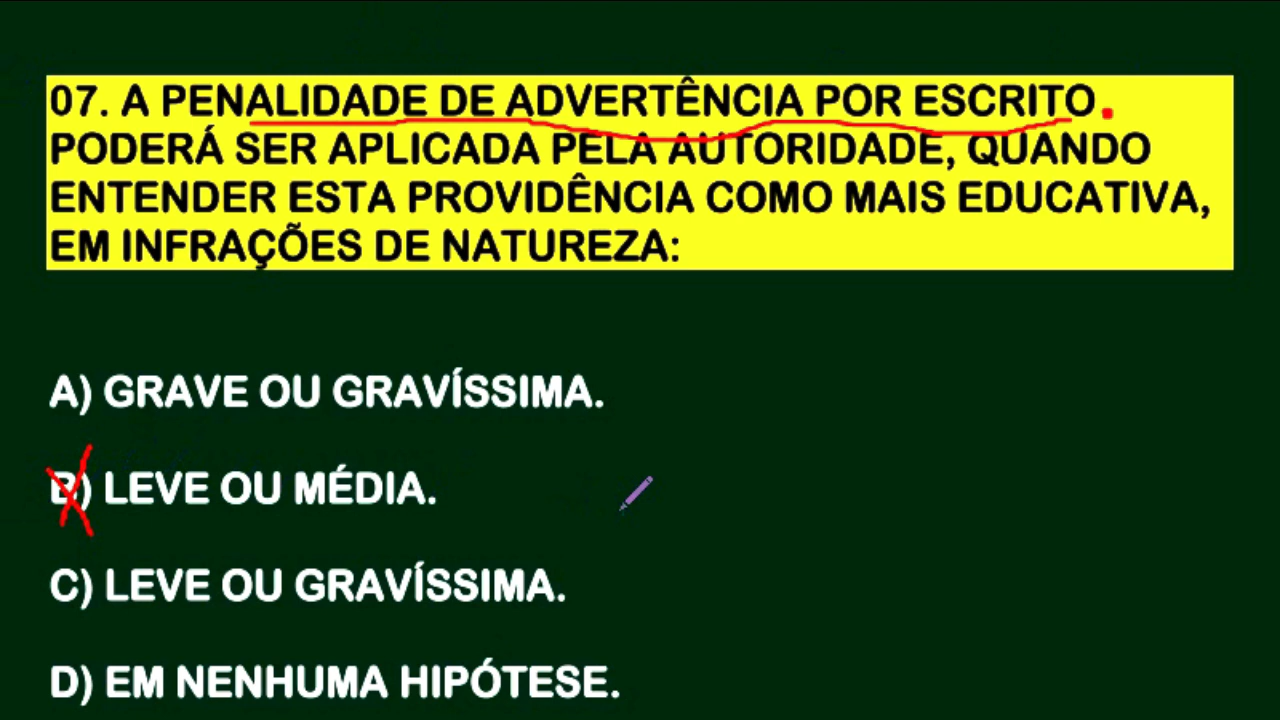 07. A PENALIDADE DE ADVERTÊNCIA POR ESCRITO.
PODERÁ SER APLICADA PELA AUTORIDADE, QUANDO
ENTENDER ESTA PROVIDÊNCIA COMO MAIS EDUCATIVA,
EM INFRAÇÕES DE NATUREZA:
A) GRAVE OU GRAVÍSSIMA.
B) LEVE OU MÉDIA.
C) LEVE OU GRAVÍSSIMA.
D) EM NENHUMA HIPÓTESE.